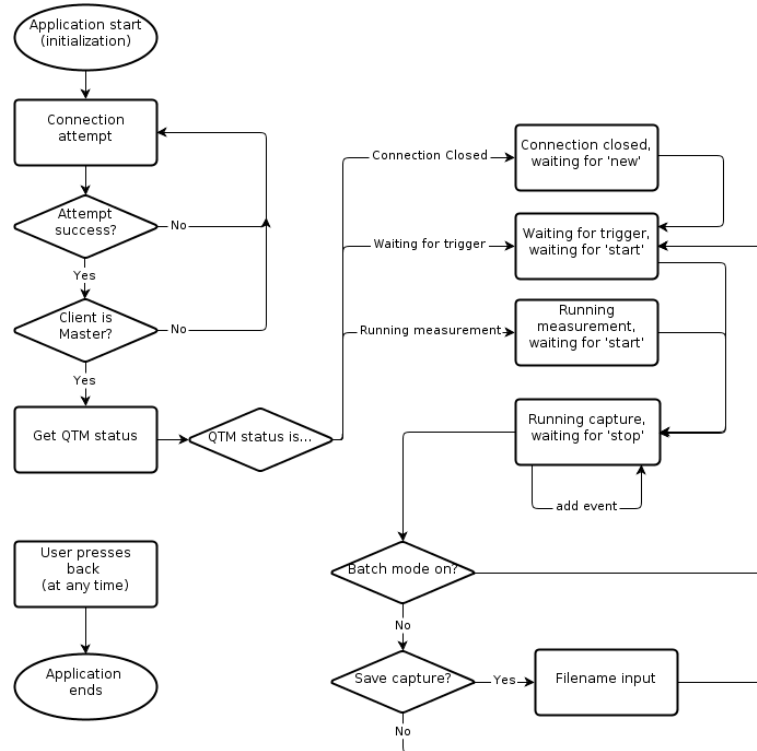 Application start
(initialization)
Connection
attempt
Attempt
success?
No
Yes
Client is
Master?
No
Yes
Get QTM status
QTM status is...
Connection Closed
Connection closed,
waiting for 'new'
Waiting for trigger
Waiting for trigger,
waiting for 'start'
Running measurement
Running
measurement,
waiting for 'start'
Running capture,
waiting for 'stop'
add event
User presses
back
(at any time)
Application
ends
Batch mode on?
No
Save capture?
Yes
Filename input
No